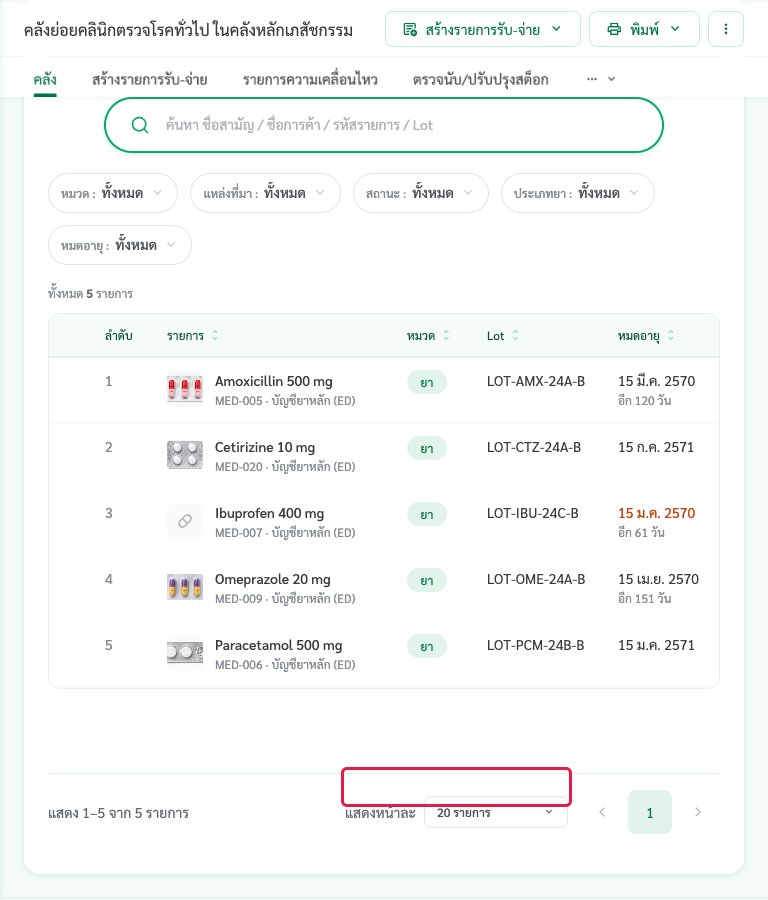 คลังย่อยคลินิกตรวจโรคทั่วไป ในคลังหลักเภสัชกรรม
สร้างรายการรับ-จ่าย
พิมพ์
คลัง
สร้างรายการรับ-จ่าย
รายการความเคลื่อนไหว
ตรวจนับ/ปรับปรุงสต็อก
ค้นหา ชื่อสามัญ / ชื่อการค้า / รหัสรายการ / Lot
หมวด : ทั้งหมด
แหล่งที่มา : ทั้งหมด
สถานะ : ทั้งหมด
ประเภทยา : ทั้งหมด
หมดอายุ : ทั้งหมด
ทั้งหมด 5 รายการ
ลำดับ รายการ หมวด Lot หมดอายุ
1 Amoxicillin 500 mg ยา LOT-AMX-24A-B 15 มี.ค. 2570
MED-005 · บัญชียาหลัก (ED) อีก 120 วัน
2 Cetirizine 10 mg ยา LOT-CTZ-24A-B 15 ก.ค. 2571
MED-020 · บัญชียาหลัก (ED)
3 Ibuprofen 400 mg ยา LOT-IBU-24C-B 15 ม.ค. 2570
MED-007 · บัญชียาหลัก (ED) อีก 61 วัน
4 Omeprazole 20 mg ยา LOT-OME-24A-B 15 เม.ย. 2570
MED-009 · บัญชียาหลัก (ED) อีก 151 วัน
5 Paracetamol 500 mg ยา LOT-PCM-24B-B 15 ม.ค. 2571
MED-006 · บัญชียาหลัก (ED)
แสดง 1–5 จาก 5 รายการ
แสดงหน้าละ 20 รายการ
1